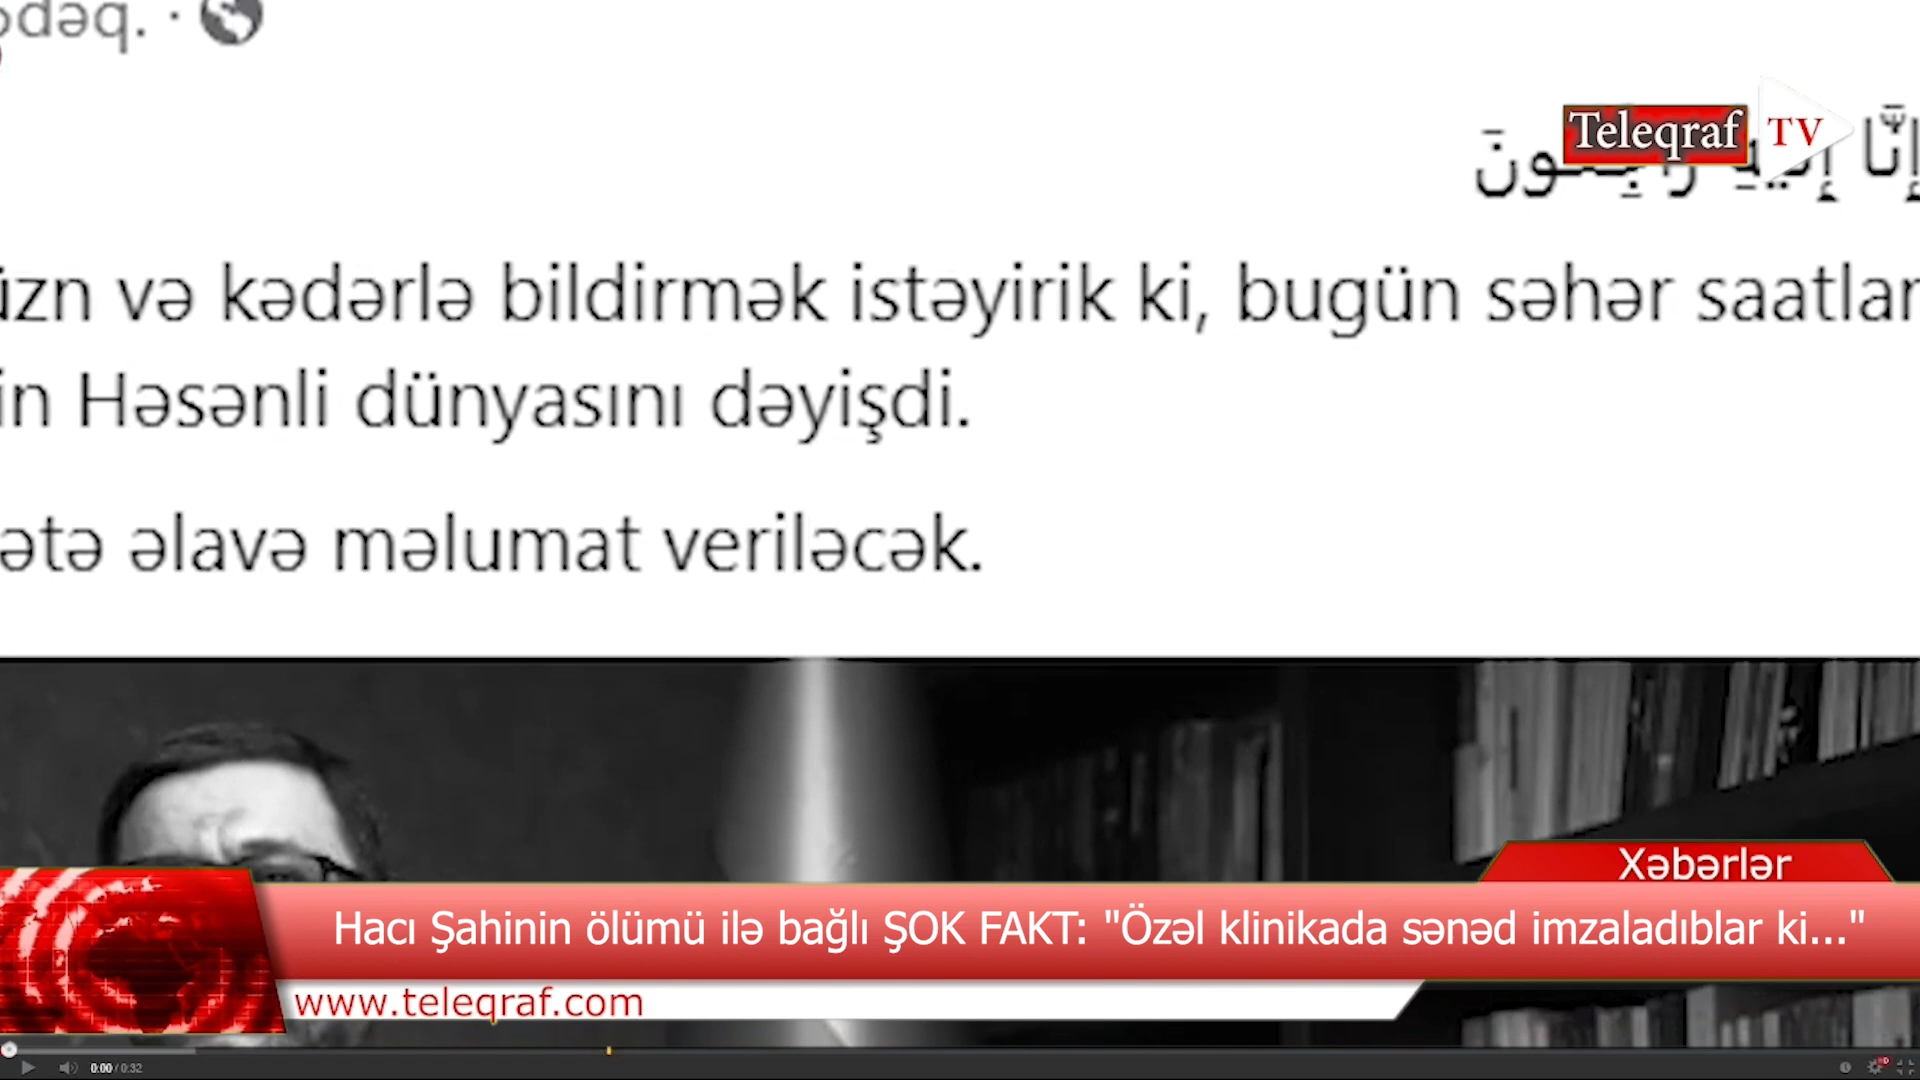 dəq. ·
Teleqraf TV
إِنَّا إِلَيْهِ
üzn və kədərlə bildirmək istəyirik ki, bugün səhər saatlar
in Həsənli dünyasını dəyişdi.
ətə əlavə məlumat veriləcək.
Xəbərlər
Hacı Şahinin ölümü ilə bağlı ŞOK FAKT: "Özəl klinikada sənəd imzaladıblar ki..."
www.teleqraf.com
0:00 / 0:32